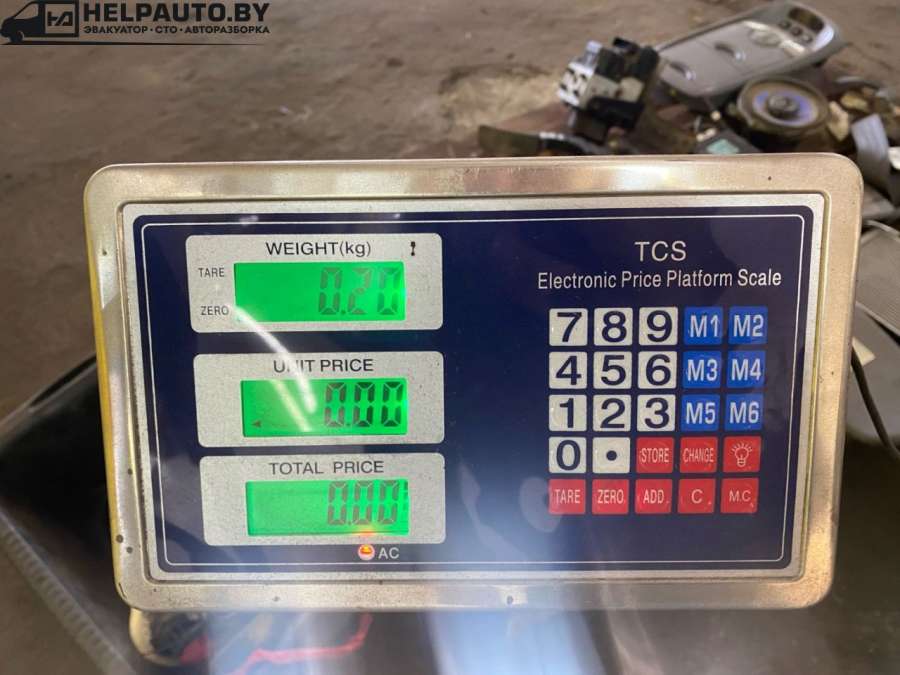 HELPAUTO.BY
ЭВАКУАТОР · СТО · АВТОРАЗБОРКА
WEIGHT(kg)
TARE
0.20
ZERO
UNIT PRICE
0.00
TOTAL PRICE
0.00
AC
TCS
Electronic Price Platform Scale
7 8 9 M1 M2
4 5 6 M3 M4
1 2 3 M5 M6
0 • STORE CHANGE
TARE ZERO ADD. C M.C.